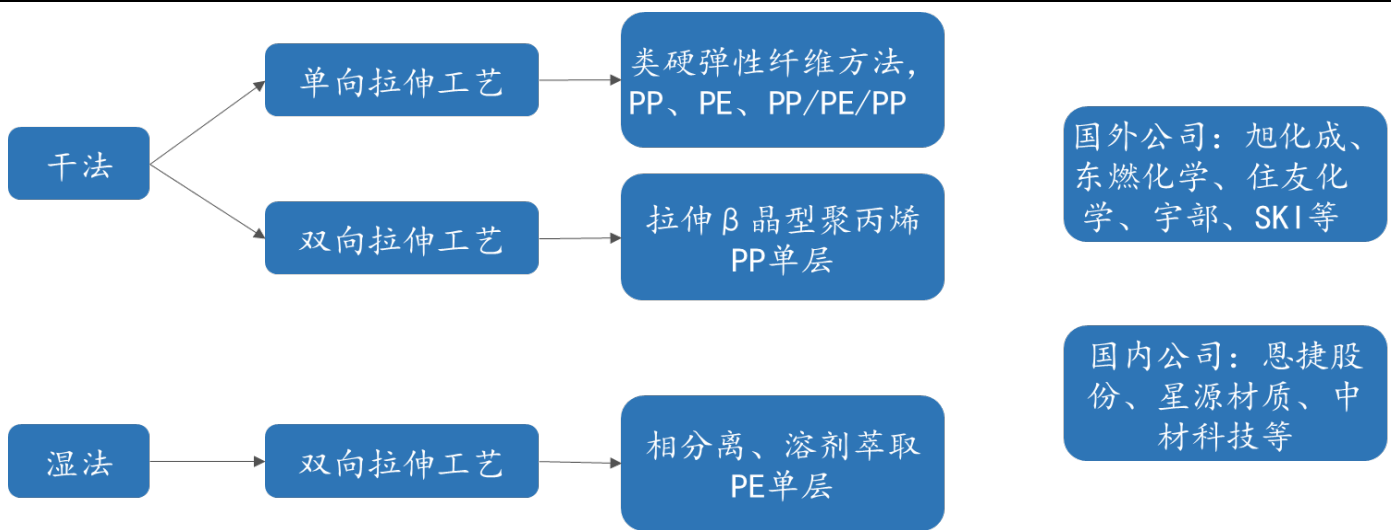 干法
单向拉伸工艺
类硬弹性纤维方法，
PP、PE、PP/PE/PP
双向拉伸工艺
拉伸β晶型聚丙烯
PP单层
湿法
双向拉伸工艺
相分离、溶剂萃取
PE单层
国外公司：旭化成、
东燃化学、住友化
学、宇部、SKI等
国内公司：恩捷股
份、星源材质、中
材科技等